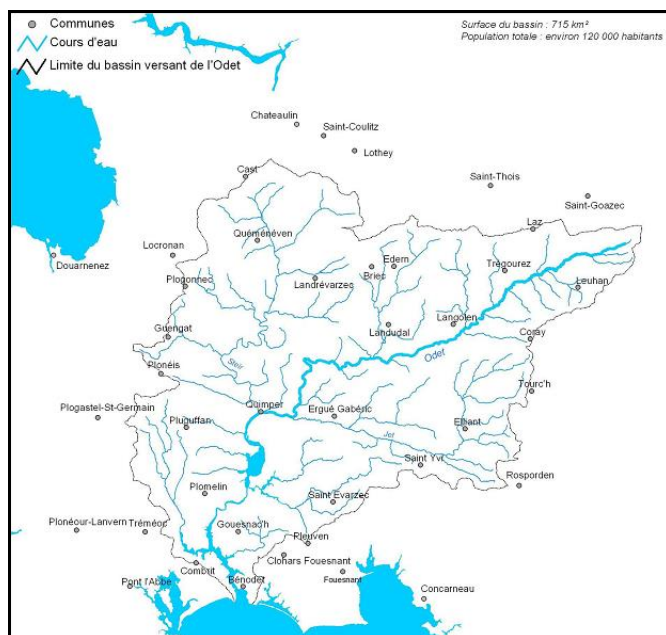 Communes
Cours d'eau
Limite du bassin versant de l'Odet
Surface du bassin : 715 km²
Population totale : environ 120 000 habitants
Chateaulin
Saint-Coulitz
Lothey
Cast
Saint-Thois
Saint-Goazec
Laz
Quéménéven
Locronan
Douarnenez
Edern
Briec
Trégourez
Plogonnec
Landrévarzec
Leuhan
Guengat
Landudal
Langolen
Coray
Odet
Steir
Plonéis
Tourc'h
Quimper
Ergué Gabéric
Plogastel-St-Germain
Pluguffan
Elliant
Jet
Saint Yvi
Rosporden
Plomelin
Saint Evarzec
Plonéour-Lanvern
Tréméoc
Gouesnac'h
Pleuven
Clohars Fouesnant
Combrit
Fouesnant
Pont l'Abbé
Bénodet
Concarneau